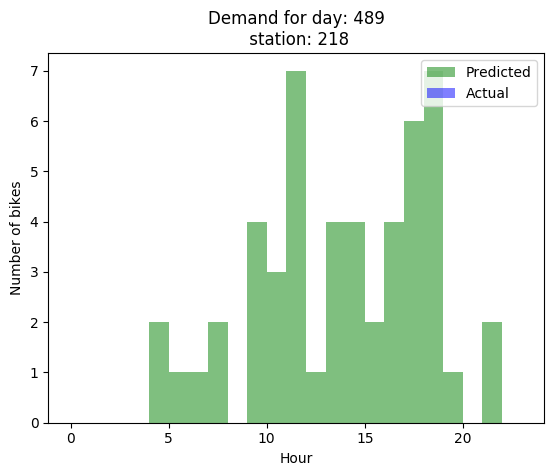 Demand for day: 489
station: 218
Predicted
Actual
Number of bikes
7
6
5
4
3
2
1
0
0 5 10 15 20
Hour